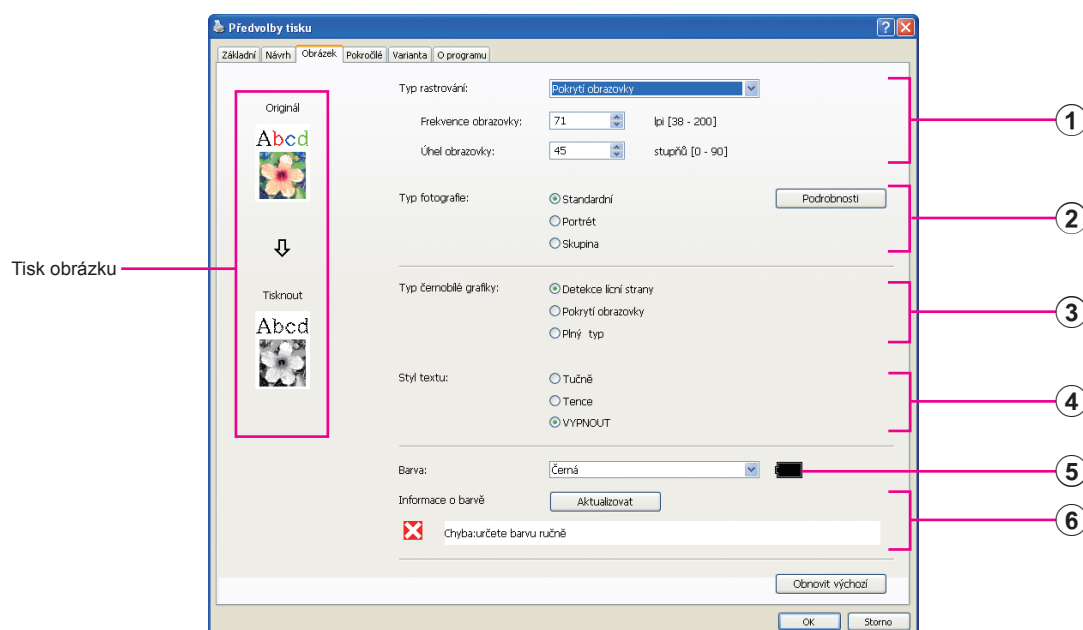 Předvolby tisku
Základní Návrh Obrázek Pokročilé Varianta O programu
Tisk obrázku
Originál
Abcd
Tisknout
Abcd
Typ rastrování: Pokrytí obrazovky
Frekvence obrazovky: 71 lpi [38 - 200]
Úhel obrazovky: 45 stupňů [0 - 90]
1
Typ fotografie: Standardní Podrobnosti
Portrét
Skupina
2
Typ černobílé grafiky: Detekce lícní strany
Pokrytí obrazovky
Plný typ
3
Styl textu: Tučně
Tence
VYPNOUT
4
Barva: Černá
5
Informace o barvě Aktualizovat
Chyba:určete barvu ručně
6
Obnovit výchozí
OK Storno